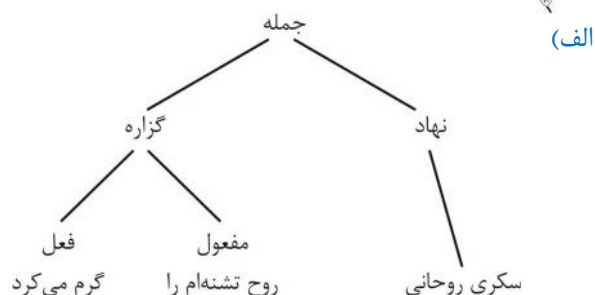 الف)
جمله
نهاد گزاره
مفعول فعل
سکری روحانی روح تشنه‌ام را گرم می‌کرد